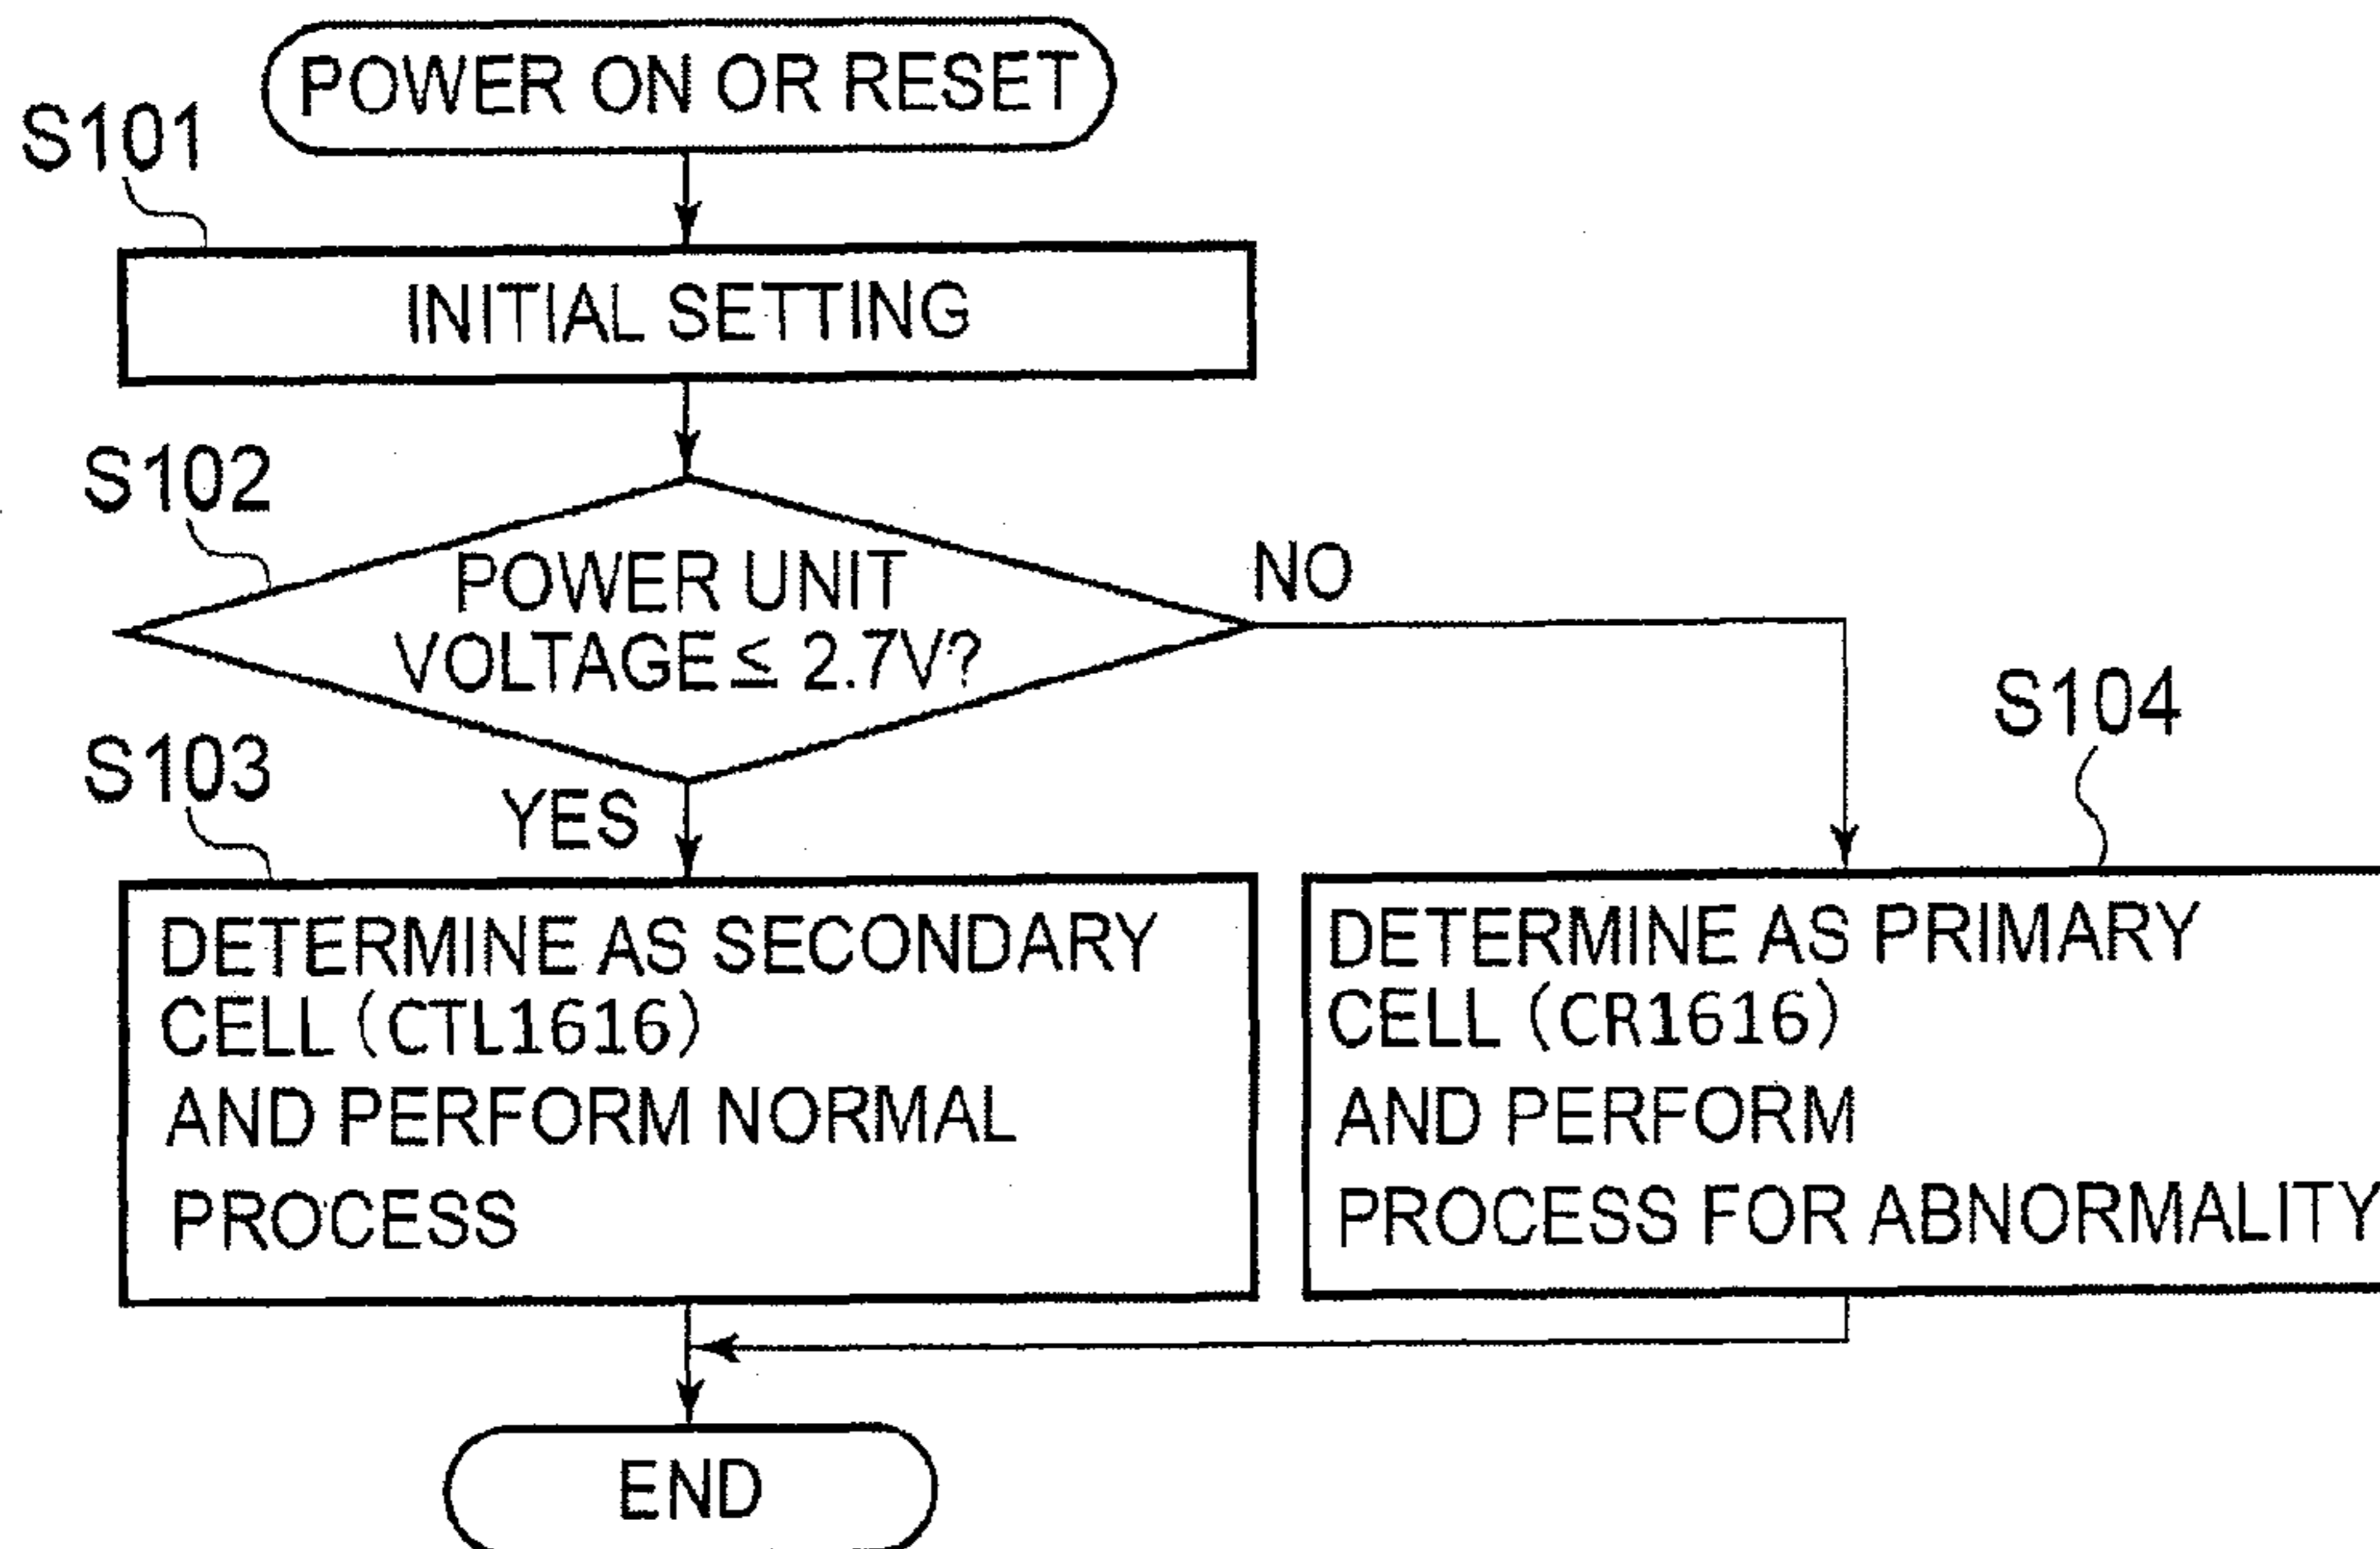 POWER ON OR RESET
S101
INITIAL SETTING
S102
POWER UNIT
VOLTAGE ≦ 2.7V?
NO
YES
S103
DETERMINE AS SECONDARY
CELL (CTL1616)
AND PERFORM NORMAL
PROCESS
S104
DETERMINE AS PRIMARY
CELL (CR1616)
AND PERFORM
PROCESS FOR ABNORMALITY
END